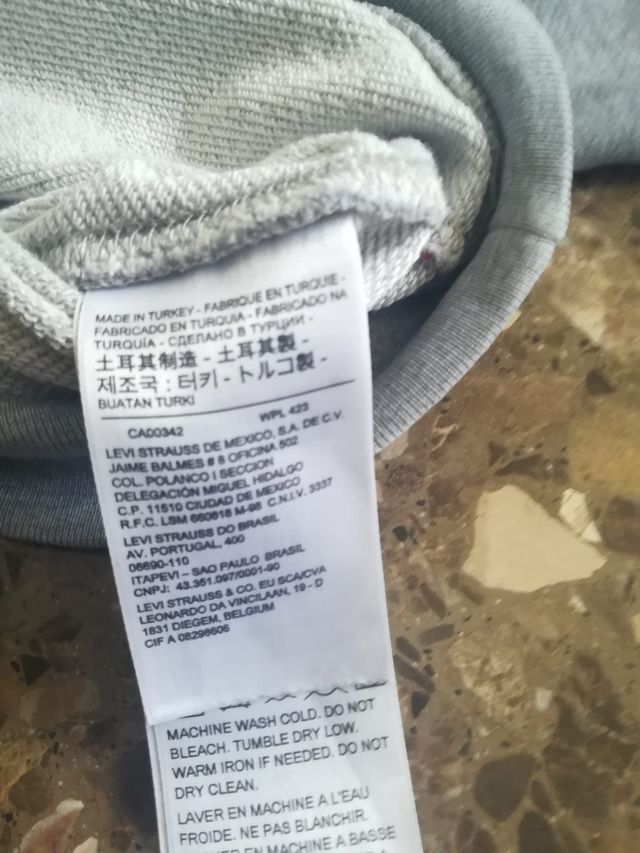 MADE IN TURKEY - FABRIQUE EN TURQUIE -
FABRICADO EN TURQUIA - FABRICADO NA
TURQUÍA - СДЕЛАНО В ТУРЦИИ -
土耳其制造 - 土耳其製 -
제조국 : 터키 - トルコ製 -
BUATAN TURKI
CA00342 WPL 423
LEVI STRAUSS DE MEXICO, S.A. DE C.V.
JAIME BALMES # 8 OFICINA 502
COL. POLANCO I SECCION
DELEGACIÓN MIGUEL HIDALGO
C.P. 11510 CIUDAD DE MEXICO
R.F.C. LSM 660818 M-98 C.N.I.V. 3337
LEVI STRAUSS DO BRASIL
AV. PORTUGAL, 400
06690-110
ITAPEVI – SAO PAULO BRASIL
CNPJ: 43.351.097/0001-90
LEVI STRAUSS & CO. EU SCA/CVA
LEONARDO DA VINCILAAN, 19 - D
1831 DIEGEM, BELGIUM
CIF A 08298606
MACHINE WASH COLD. DO NOT
BLEACH. TUMBLE DRY LOW.
WARM IRON IF NEEDED. DO NOT
DRY CLEAN.
LAVER EN MACHINE A L'EAU
FROIDE. NE PAS BLANCHIR.
EN MACHINE A BASSE